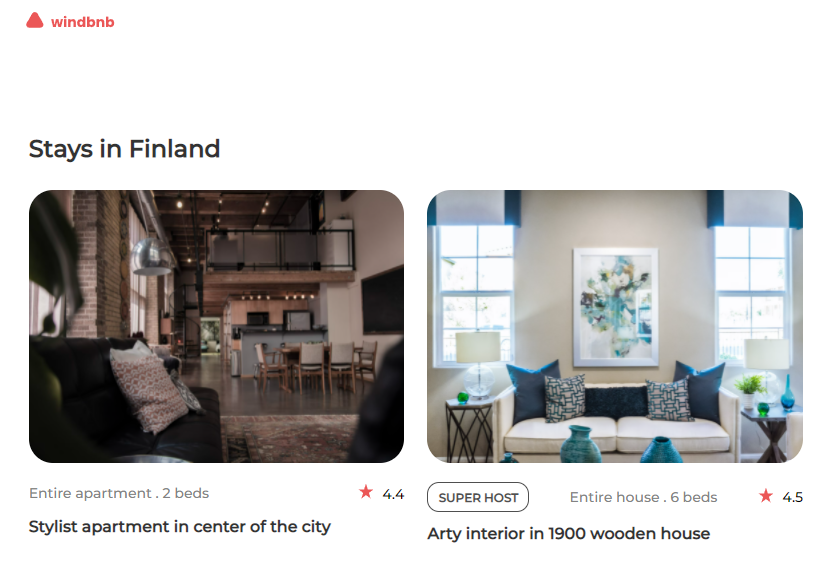 windbnb
Stays in Finland
Entire apartment . 2 beds
4.4
Stylist apartment in center of the city
SUPER HOST
Entire house . 6 beds
4.5
Arty interior in 1900 wooden house